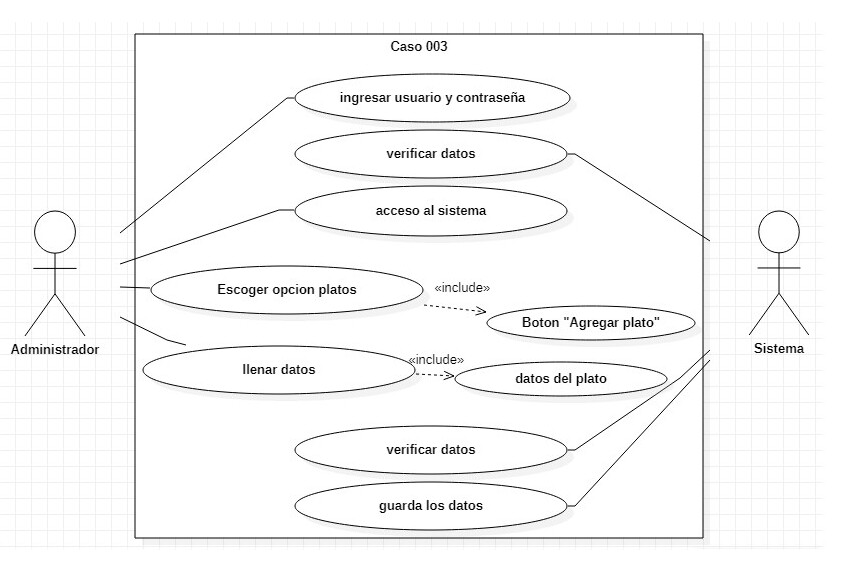 Caso 003
ingresar usuario y contraseña
verificar datos
acceso al sistema
Escoger opcion platos
«include»
Boton "Agregar plato"
Administrador
Sistema
llenar datos
«include»
datos del plato
verificar datos
guarda los datos